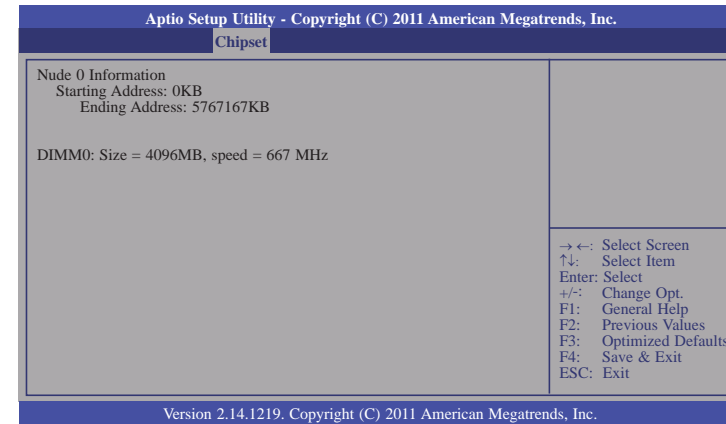 Aptio Setup Utility - Copyright (C) 2011 American Megatrends, Inc.
Chipset
Nude 0 Information
Starting Address: 0KB
Ending Address: 5767167KB
DIMM0: Size = 4096MB, speed = 667 MHz
→←: Select Screen
↑↓: Select Item
Enter: Select
+/-: Change Opt.
F1: General Help
F2: Previous Values
F3: Optimized Defaults
F4: Save & Exit
ESC: Exit
Version 2.14.1219. Copyright (C) 2011 American Megatrends, Inc.